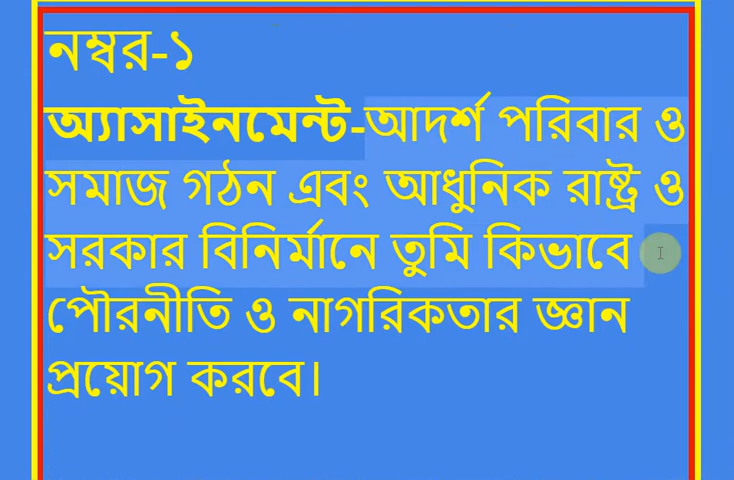 নম্বর-১
অ্যাসাইনমেন্ট-আদর্শ পরিবার ও
সমাজ গঠন এবং আধুনিক রাষ্ট্র ও
সরকার বিনির্মানে তুমি কিভাবে
পৌরনীতি ও নাগরিকতার জ্ঞান
প্রয়োগ করবে।